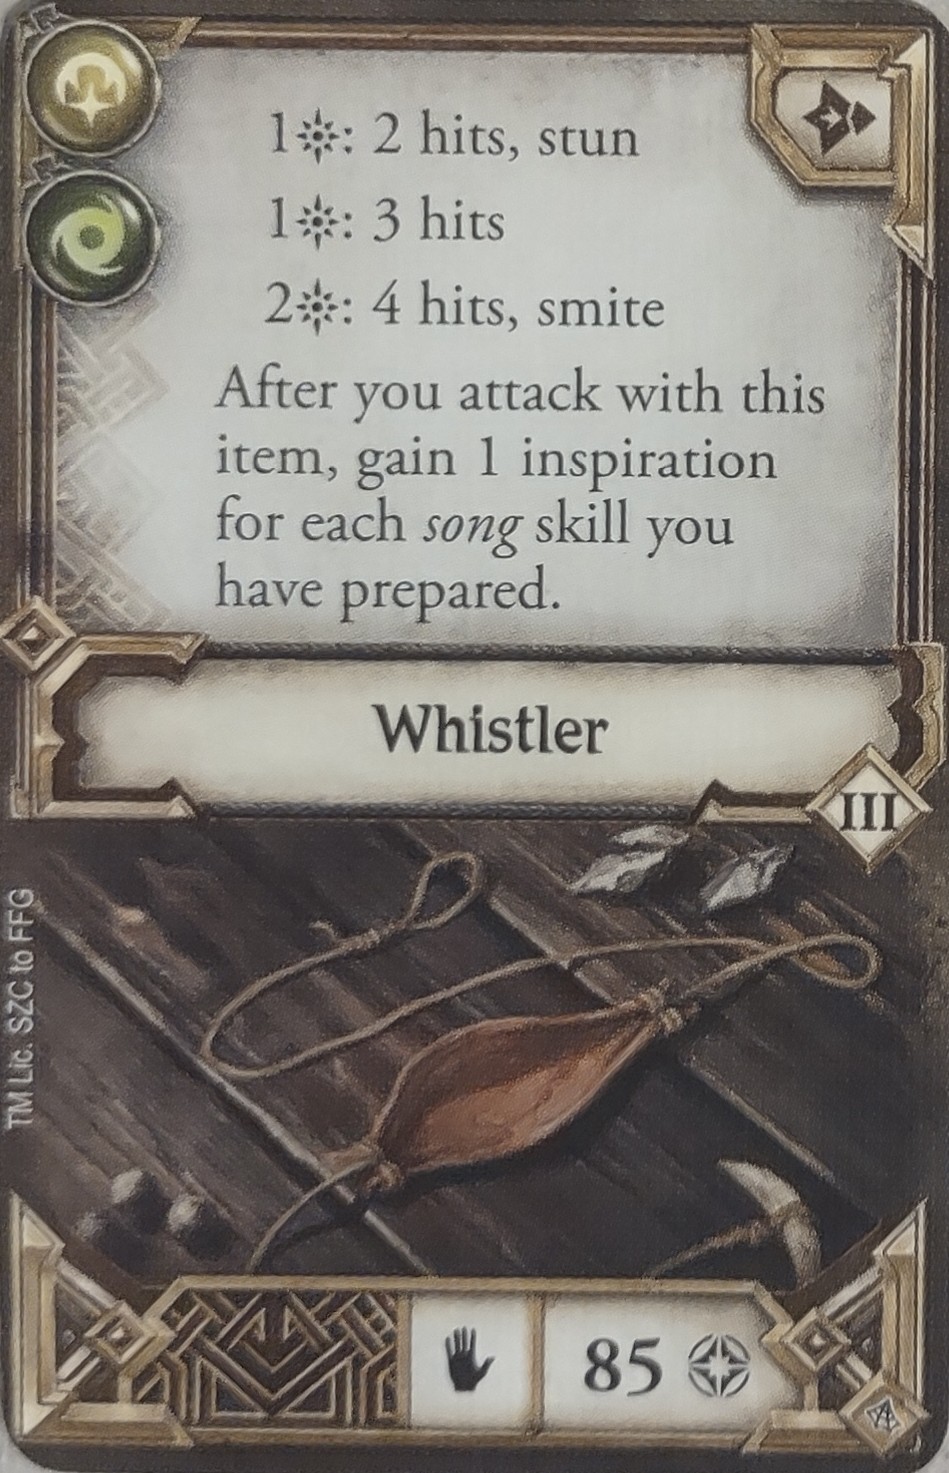 1☀: 2 hits, stun
1☀: 3 hits
2☀: 4 hits, smite
After you attack with this
item, gain 1 inspiration
for each song skill you
have prepared.
Whistler
III
TM Lic. SZC to FFG
85